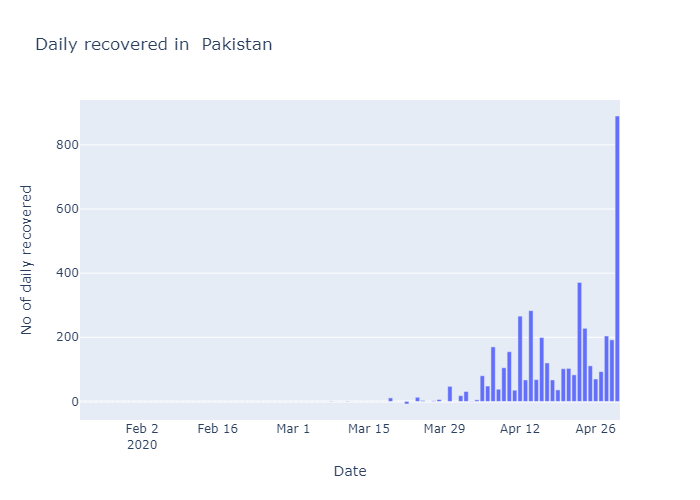 Daily recovered in  Pakistan
No of daily recovered
800
600
400
200
0
Feb 2
2020
Feb 16
Mar 1
Mar 15
Mar 29
Apr 12
Apr 26
Date